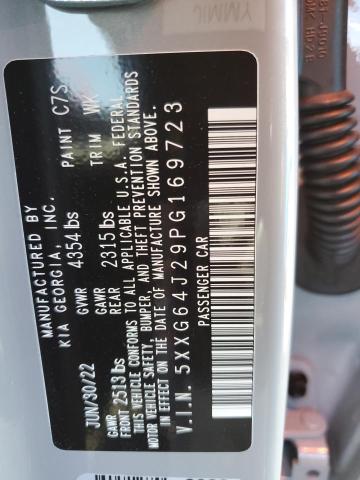 MANUFACTURED BY
KIA GEORGIA, INC.
GVWR 4354 lbs PAINT C7S
JUN/30/22 GAWR REAR 2315 lbs TRIM WK
GAWR FRONT 2513 lbs
THIS VEHICLE CONFORMS TO ALL APPLICABLE U.S.A. FEDERAL
MOTOR VEHICLE SAFETY, BUMPER, AND THEFT PREVENTION
STANDARDS IN EFFECT ON THE DATE OF MANUFACTURE SHOWN ABOVE.
V.I.N. 5XXG64J29PG169723
PASSENGER CAR